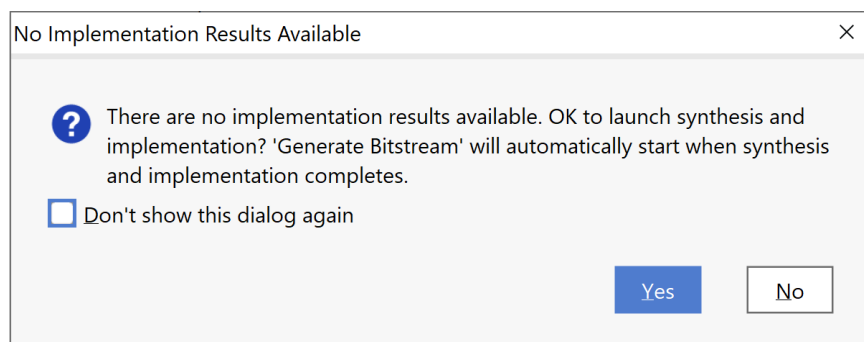 No Implementation Results Available
There are no implementation results available. OK to launch synthesis and
implementation? 'Generate Bitstream' will automatically start when synthesis
and implementation completes.
Don't show this dialog again
Yes
No